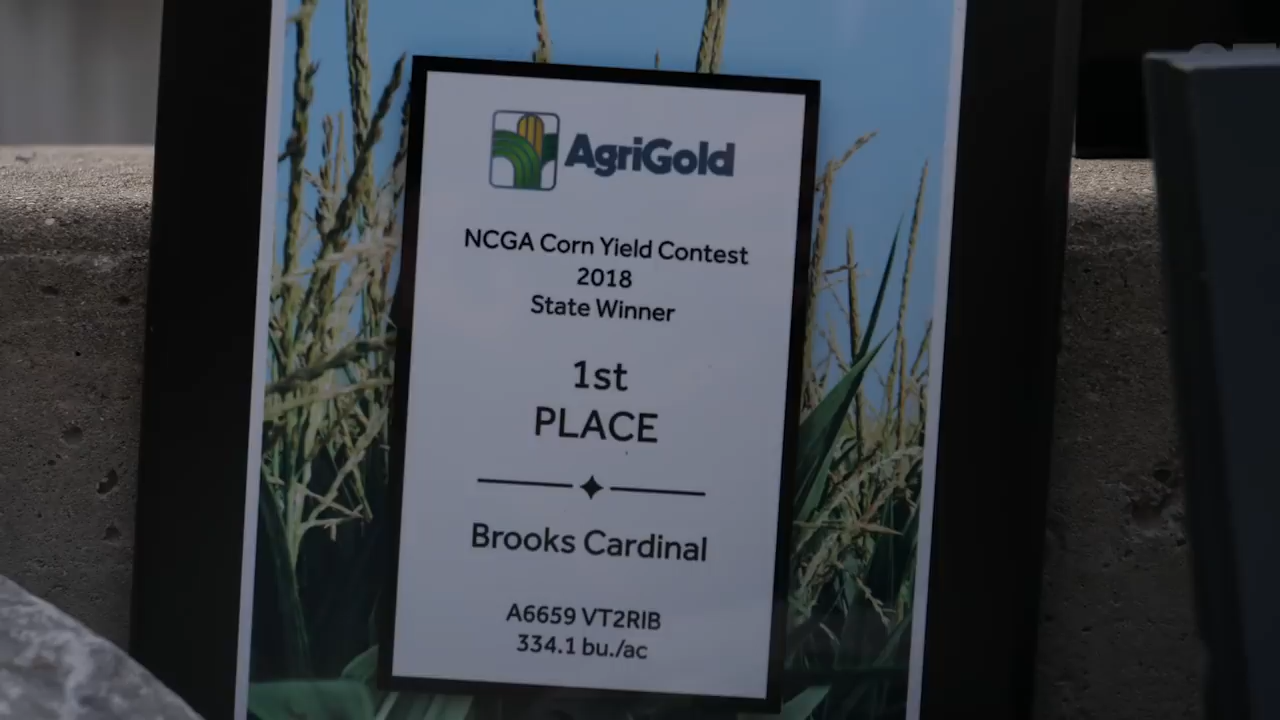 AgriGold
NCGA Corn Yield Contest
2018
State Winner
1st
PLACE
Brooks Cardinal
A6659 VT2RIB
334.1 bu./ac